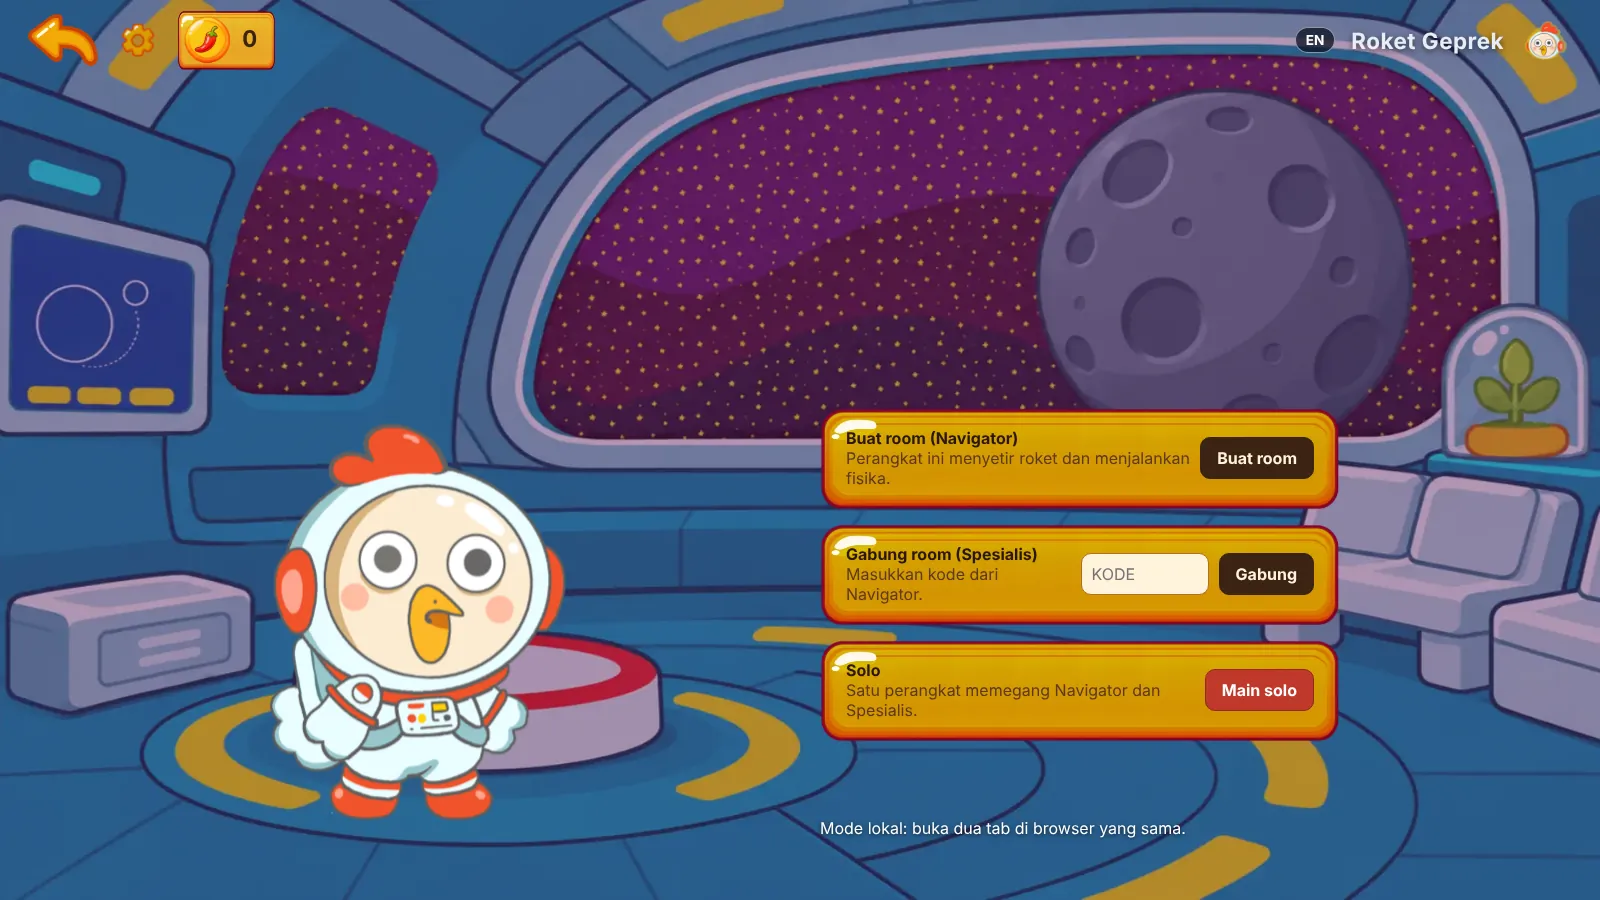 0
EN
Roket Geprek
Buat room (Navigator)
Perangkat ini menyetir roket dan menjalankan
fisika.
Buat room
Gabung room (Spesialis)
Masukkan kode dari
Navigator.
KODE
Gabung
Solo
Satu perangkat memegang Navigator dan
Spesialis.
Main solo
Mode lokal: buka dua tab di browser yang sama.